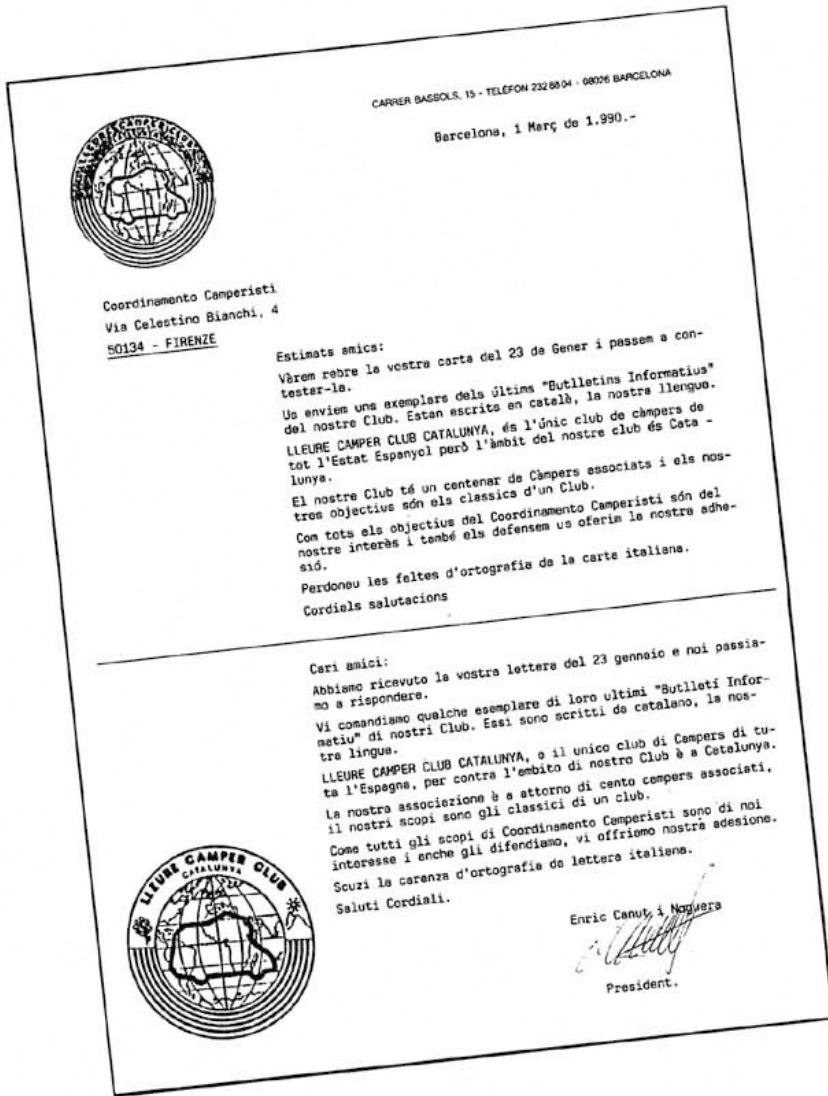 CARRER BASSOLS, 15 - TELÈFON 232 88 04 - 08026 BARCELONA
Barcelona, 1 Març de 1.990.-
LLEURE CAMPER CLUB
Coordinamento Camperisti
Via Celestino Bianchi, 4
50134 - FIRENZE
Estimats amics:
Vàrem rebre la vostra carta del 23 de Gener i passem a con-
testar-la.
Us enviem uns exemplars dels últims "Butlletins Informatius"
del nostre Club. Estan escrits en català, la nostra llengua.
LLEURE CAMPER CLUB CATALUNYA, és l'únic club de càmpers de
tot l'Estat Espanyol però l'àmbit del nostre club és Cata -
lunya.
El nostre Club té un centenar de Càmpers associats i els nos-
tres objectius són els classics d'un Club.
Com tots els objectius del Coordinamento Camperisti són del
nostre interès i també els defensem us oferim la nostra adhe-
sió.
Perdoneu les faltes d'ortografia de la carte italiana.
Cordials salutacions
Cari amici:
Abbiamo ricevuto la vostra lettera del 23 gennaio e noi passia-
mo a rispondere.
Vi comandiamo qualche esemplare di loro ultimi "Butlletí Infor-
matiu" di nostri Club. Essi sono scritti da catalano, la nos-
tra lingua.
LLEURE CAMPER CLUB CATALUNYA, o il unico club di Campers di tu-
ta l'Espagna, per contra l'ambito di nostro Club è a Catalunya.
La nostra associazione è a attorno di cento campers associati,
il nostri scopi sono gli classici di un club.
Come tutti gli scopi di Coordinamento Camperisti sono di noi
interesse i anche gli difendiamo, vi offriamo nostra adesione.
Scuzi la carenza d'ortografia da lettera italiana.
Saluti Cordiali.
LLEURE CAMPER CLUB
CATALUNYA
Enric Canut i Noguera
President.